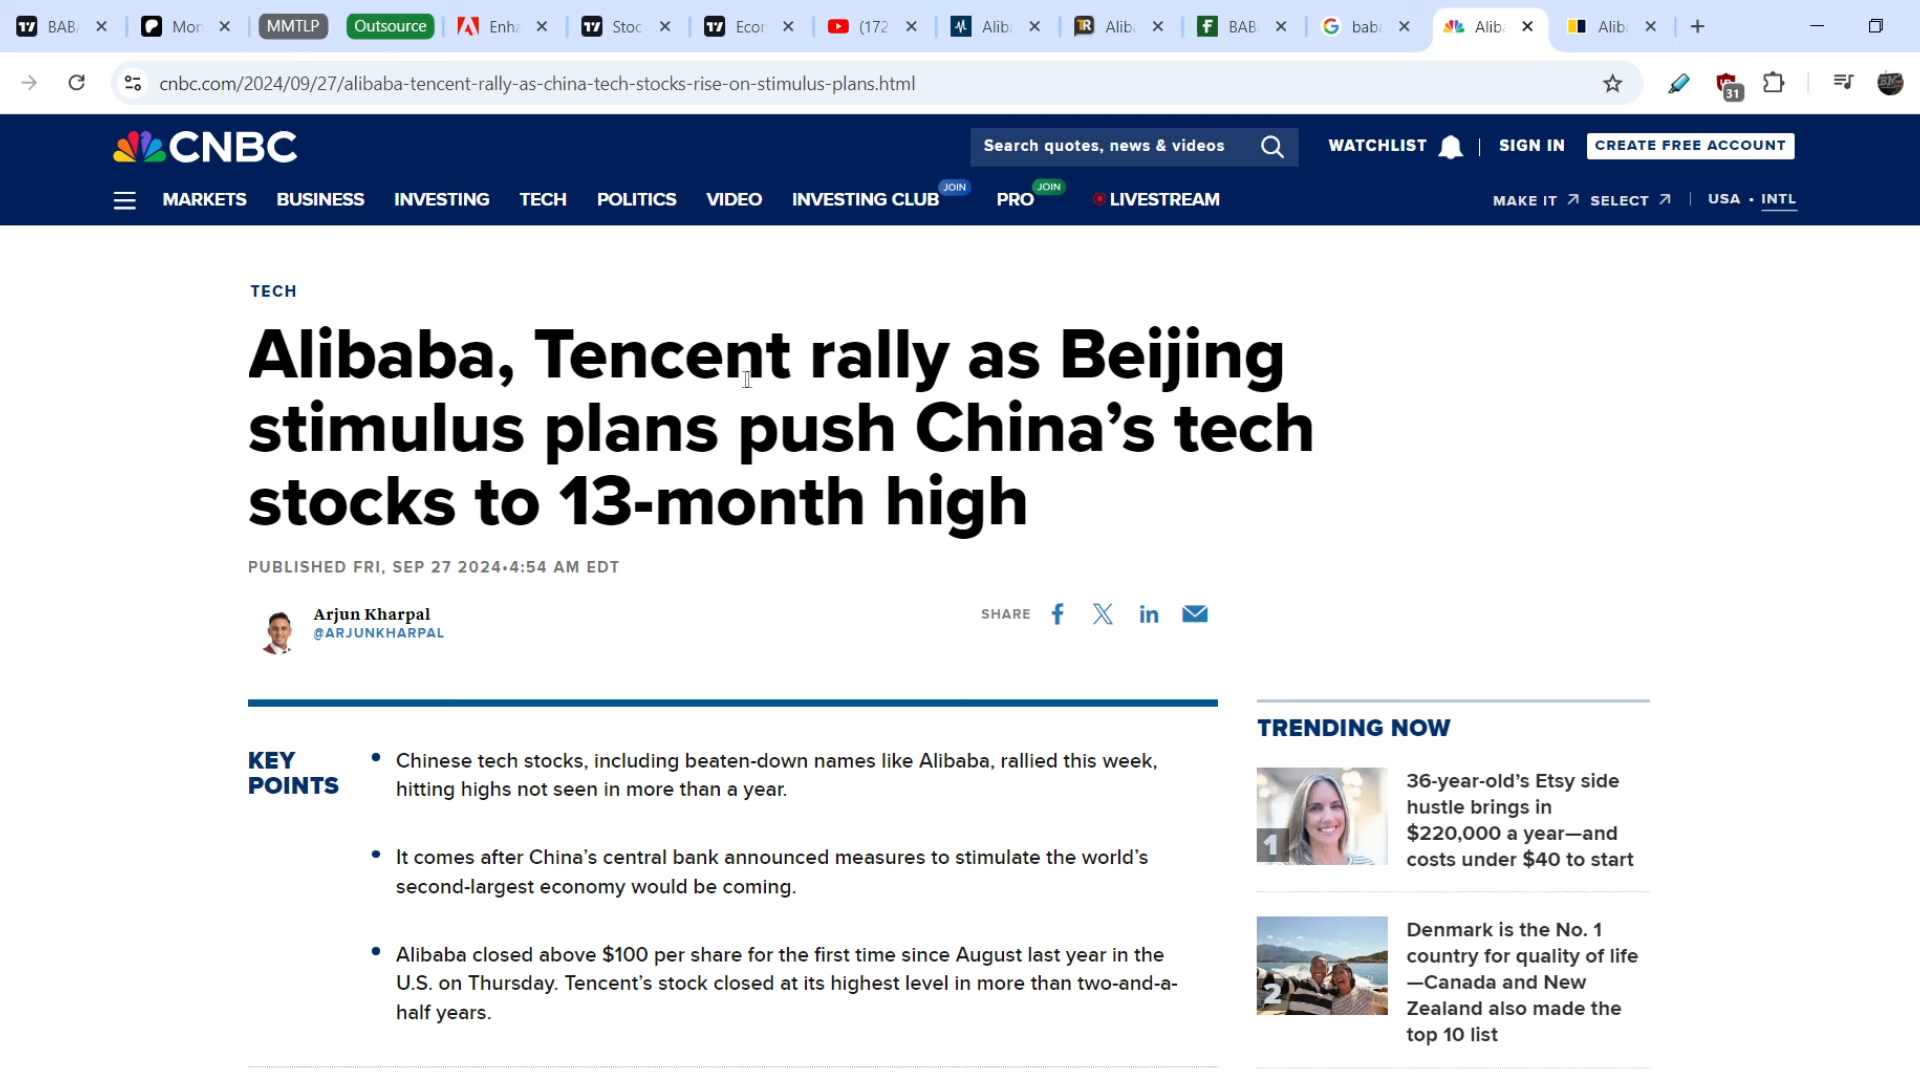 BAB
Mor
MMTLP
Outsource
Enha
Stoc
Ecor
(172
Alib
Alib
BAB
bab
Alib
Alib
cnbc.com/2024/09/27/alibaba-tencent-rally-as-china-tech-stocks-rise-on-stimulus-plans.html
31
CNBC
Search quotes, news & videos
WATCHLIST
SIGN IN
CREATE FREE ACCOUNT
MARKETS BUSINESS INVESTING TECH POLITICS VIDEO INVESTING CLUB JOIN PRO JOIN LIVESTREAM
MAKE IT SELECT USA • INTL
TECH
Alibaba, Tencent rally as Beijing
stimulus plans push China’s tech
stocks to 13-month high
PUBLISHED FRI, SEP 27 2024•4:54 AM EDT
Arjun Kharpal
@ARJUNKHARPAL
SHARE
KEY
POINTS
• Chinese tech stocks, including beaten-down names like Alibaba, rallied this week,
hitting highs not seen in more than a year.
• It comes after China’s central bank announced measures to stimulate the world’s
second-largest economy would be coming.
• Alibaba closed above $100 per share for the first time since August last year in the
U.S. on Thursday. Tencent’s stock closed at its highest level in more than two-and-a-
half years.
TRENDING NOW
1
36-year-old’s Etsy side
hustle brings in
$220,000 a year—and
costs under $40 to start
2
Denmark is the No. 1
country for quality of life
—Canada and New
Zealand also made the
top 10 list